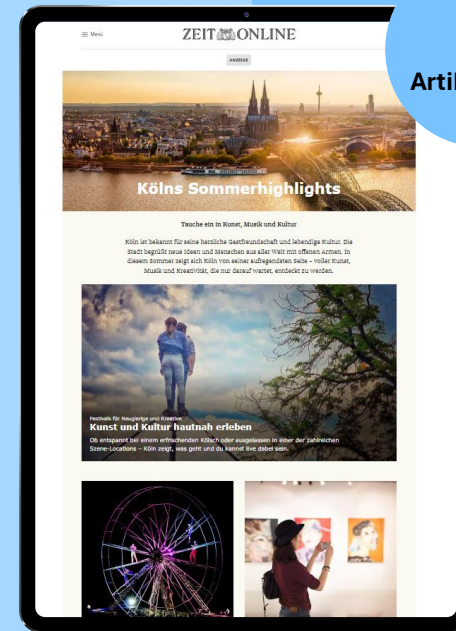 Menü
ZEIT ONLINE
ANZEIGE
Artik
Kölns Sommerhighlights
Tauche ein in Kunst, Musik und Kultur
Köln ist bekannt für seine herzliche Gastfreundschaft und lebendige Kultur. Die
Stadt begrüßt neue Ideen und Menschen aus aller Welt mit offenen Armen. In
diesem Sommer zeigt sich Köln von seiner aufregendsten Seite – voller Kunst,
Musik und Kreativität, die nur darauf wartet, entdeckt zu werden.
Festivals für Neugierige und Kreative
Kunst und Kultur hautnah erleben
Ob entspannt bei einem erfrischenden Kölsch oder ausgelassen in einer der zahlreichen
Szene-Locations – Köln zeigt, was geht und du kannst live dabei sein.